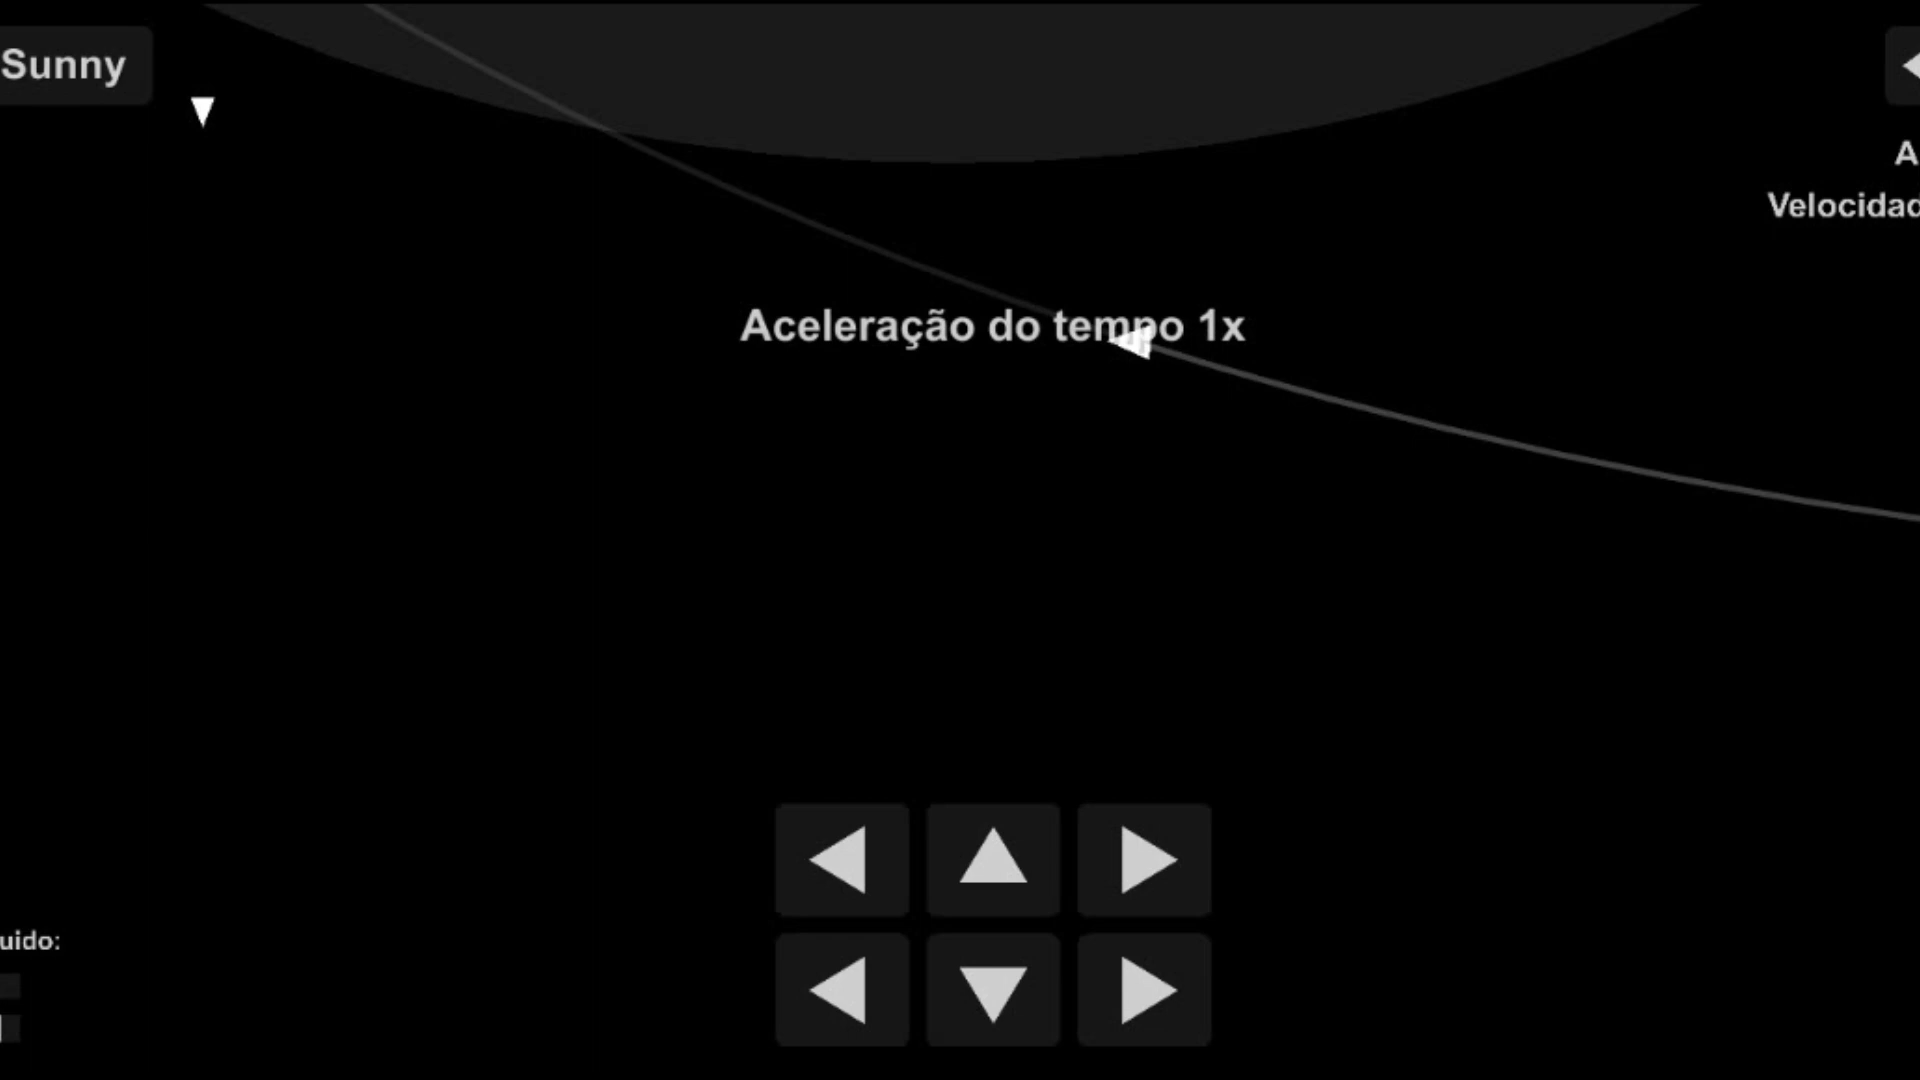 Sunny
A
Velocidad
Aceleração do tempo 1x
uido: